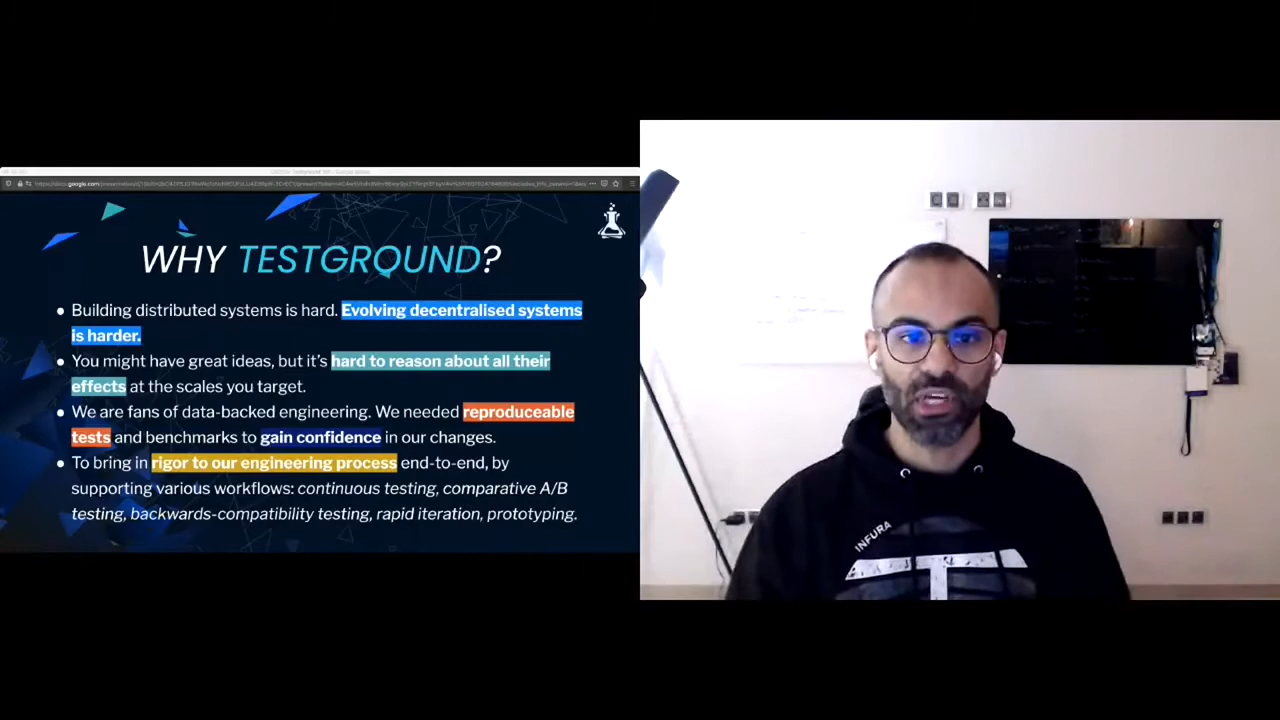 WHY TESTGROUND?
Building distributed systems is hard. Evolving decentralised systems
is harder.
You might have great ideas, but it's hard to reason about all their
effects at the scales you target.
We are fans of data-backed engineering. We needed reproduceable
tests and benchmarks to gain confidence in our changes.
To bring in rigor to our engineering process end-to-end, by
supporting various workflows: continuous testing, comparative A/B
testing, backwards-compatibility testing, rapid iteration, prototyping.
INFURA